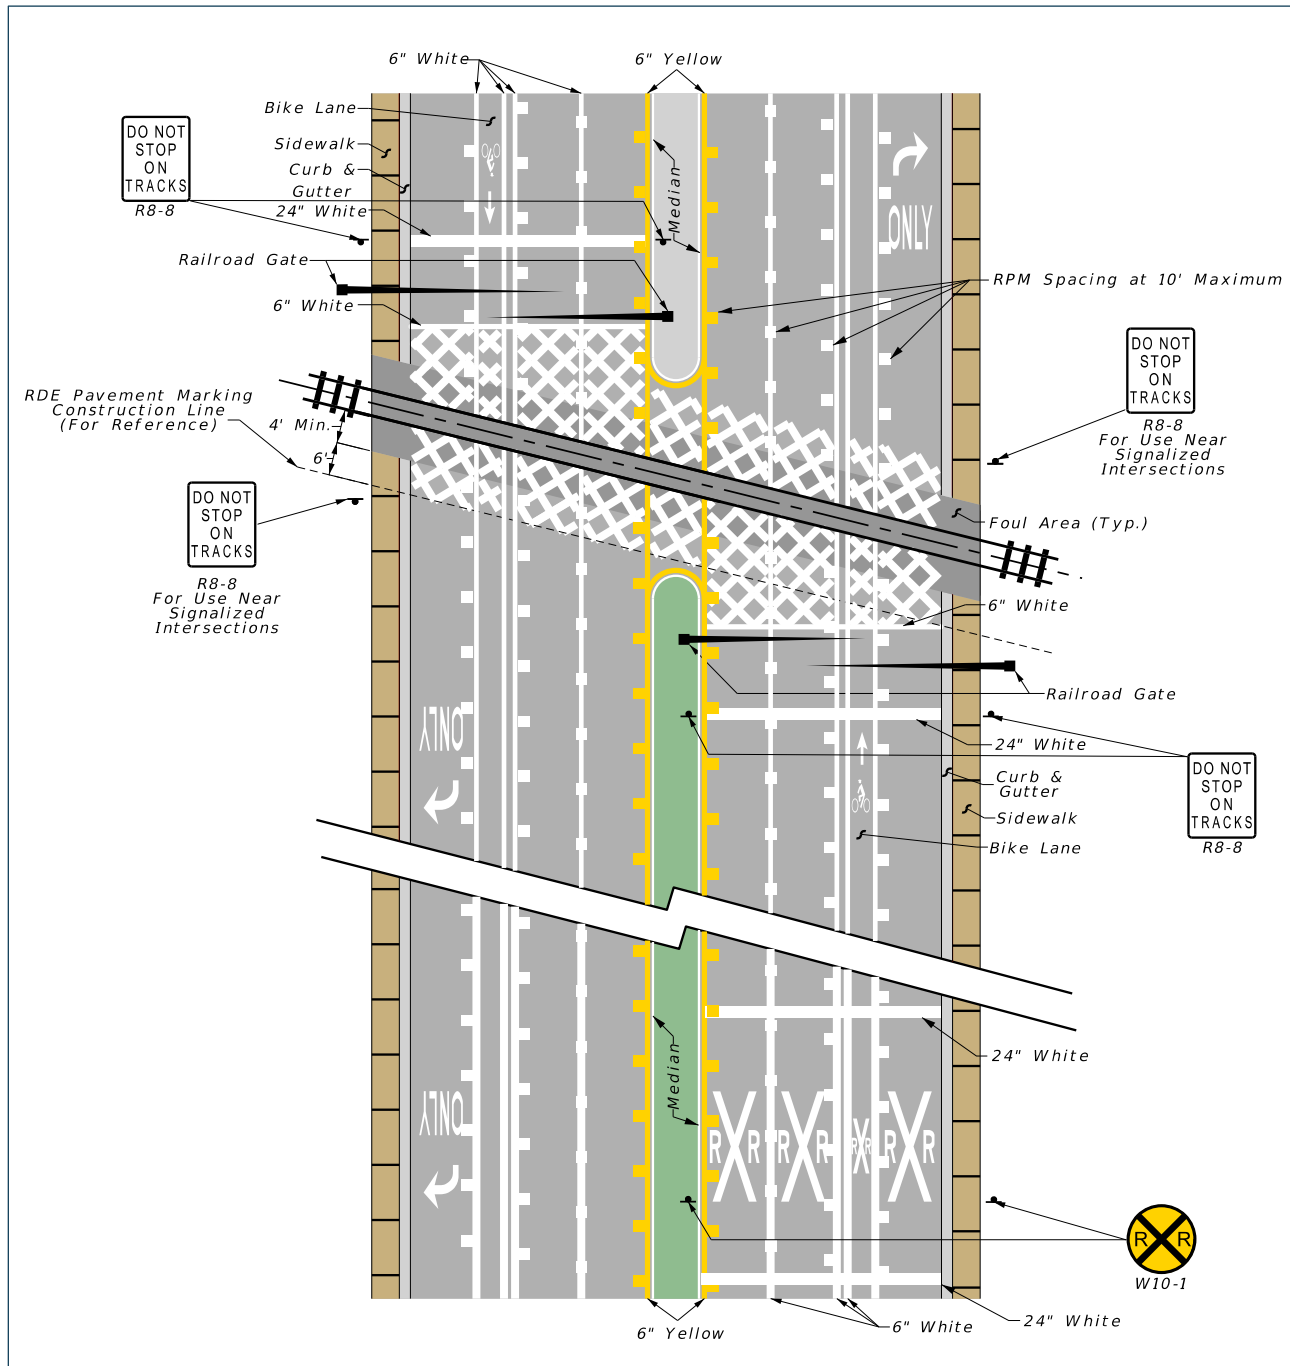 6" White
6" Yellow
Bike Lane
DO NOT
STOP
ON
TRACKS
R8-8
Sidewalk
Curb &
Gutter
24" White
Median
ONLY
Railroad Gate
6" White
RPM Spacing at 10' Maximum
DO NOT
STOP
ON
TRACKS
R8-8
For Use Near
Signalized
Intersections
RDE Pavement Marking
Construction Line
(For Reference)
4' Min.
6'
DO NOT
STOP
ON
TRACKS
R8-8
For Use Near
Signalized
Intersections
Foul Area (Typ.)
6" White
Railroad Gate
ONLY
24" White
DO NOT
STOP
ON
TRACKS
R8-8
Curb &
Gutter
Sidewalk
Bike Lane
24" White
Median
ONLY
R R
R R
R R
R R
R R
W10-1
24" White
6" White
6" Yellow